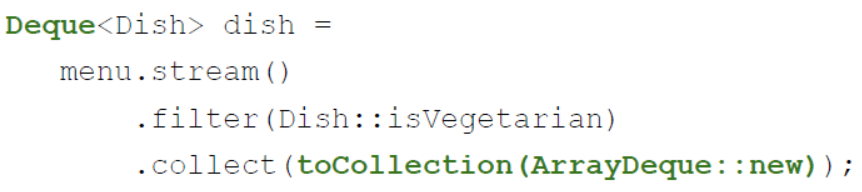 Deque<Dish> dish =
menu.stream()
.filter(Dish::isVegetarian)
.collect(toCollection(ArrayDeque::new));